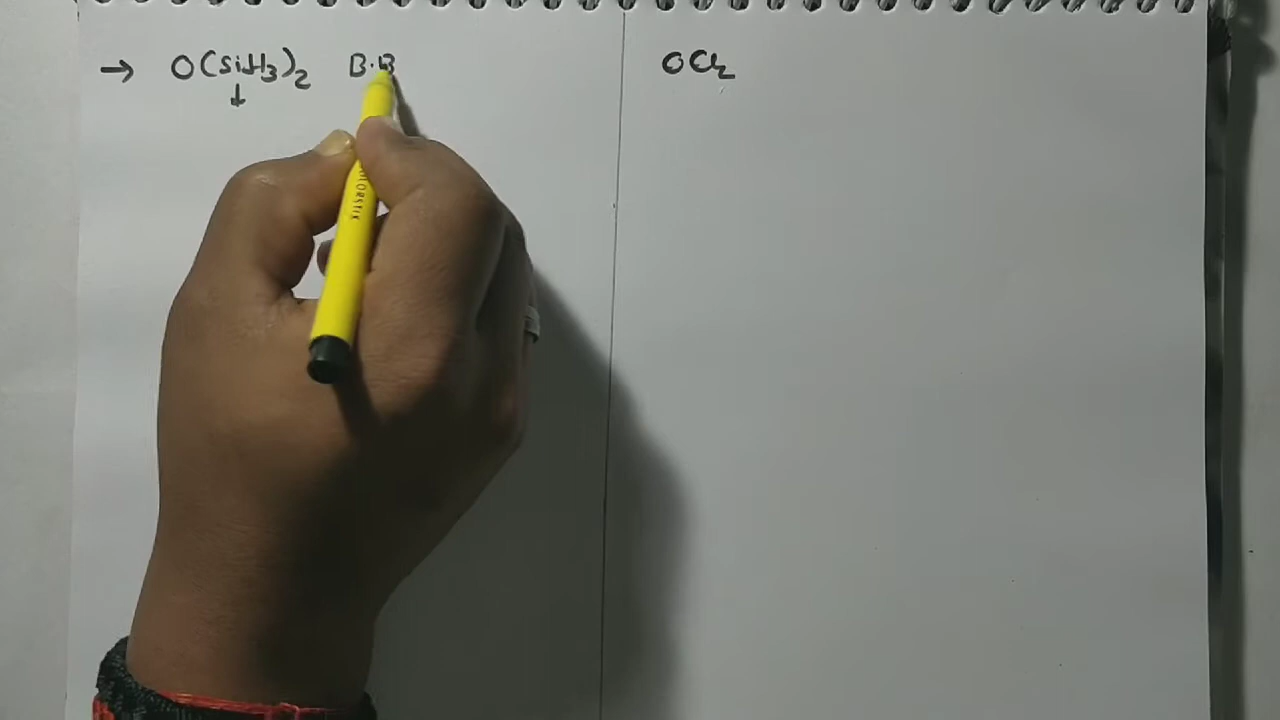 → O(SiH₃)₂ B·B OCl₂
↓